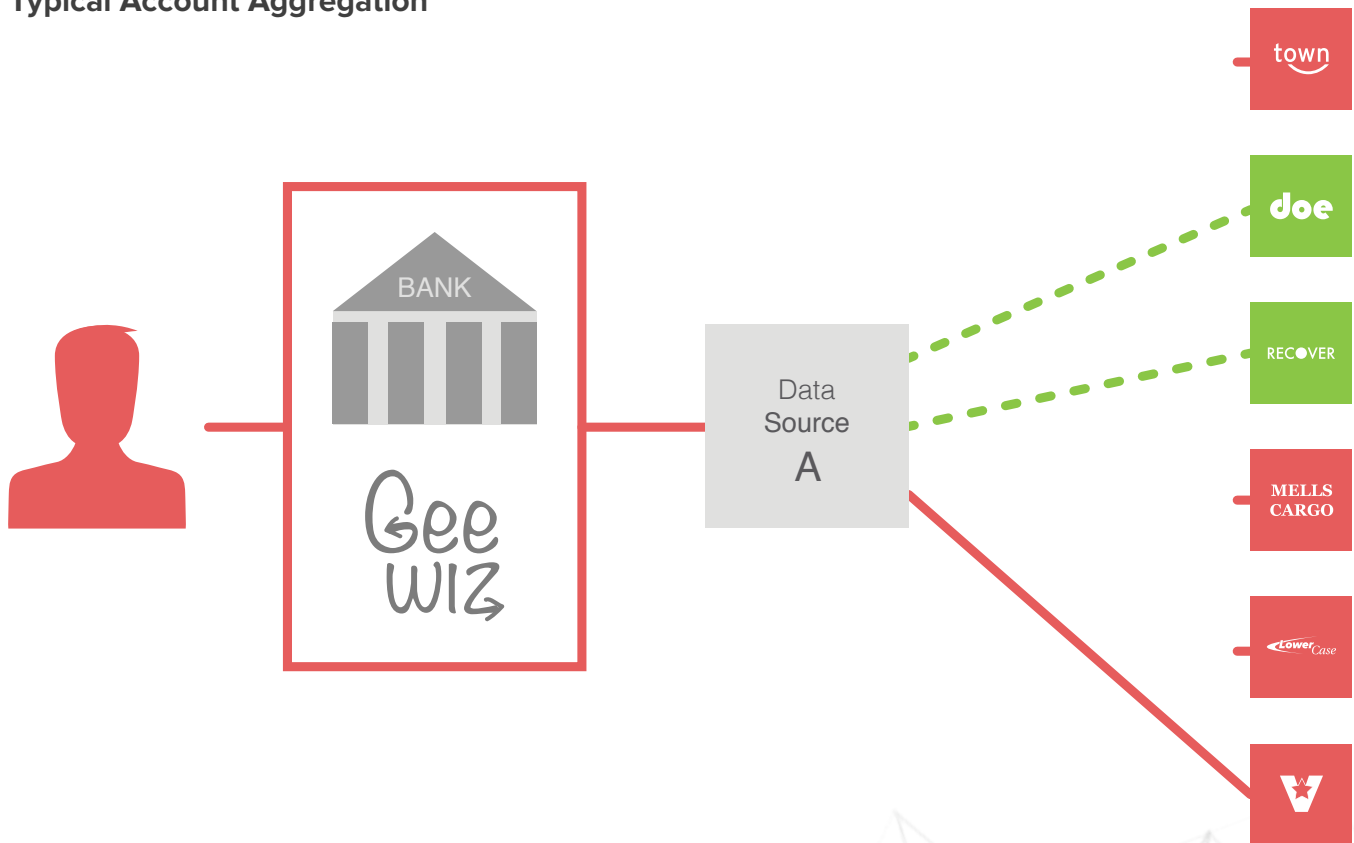 Typical Account Aggregation
BANK
Gee
WIZ
Data
Source
A
town
doe
RECOVER
MELLS
CARGO
Lower Case
V